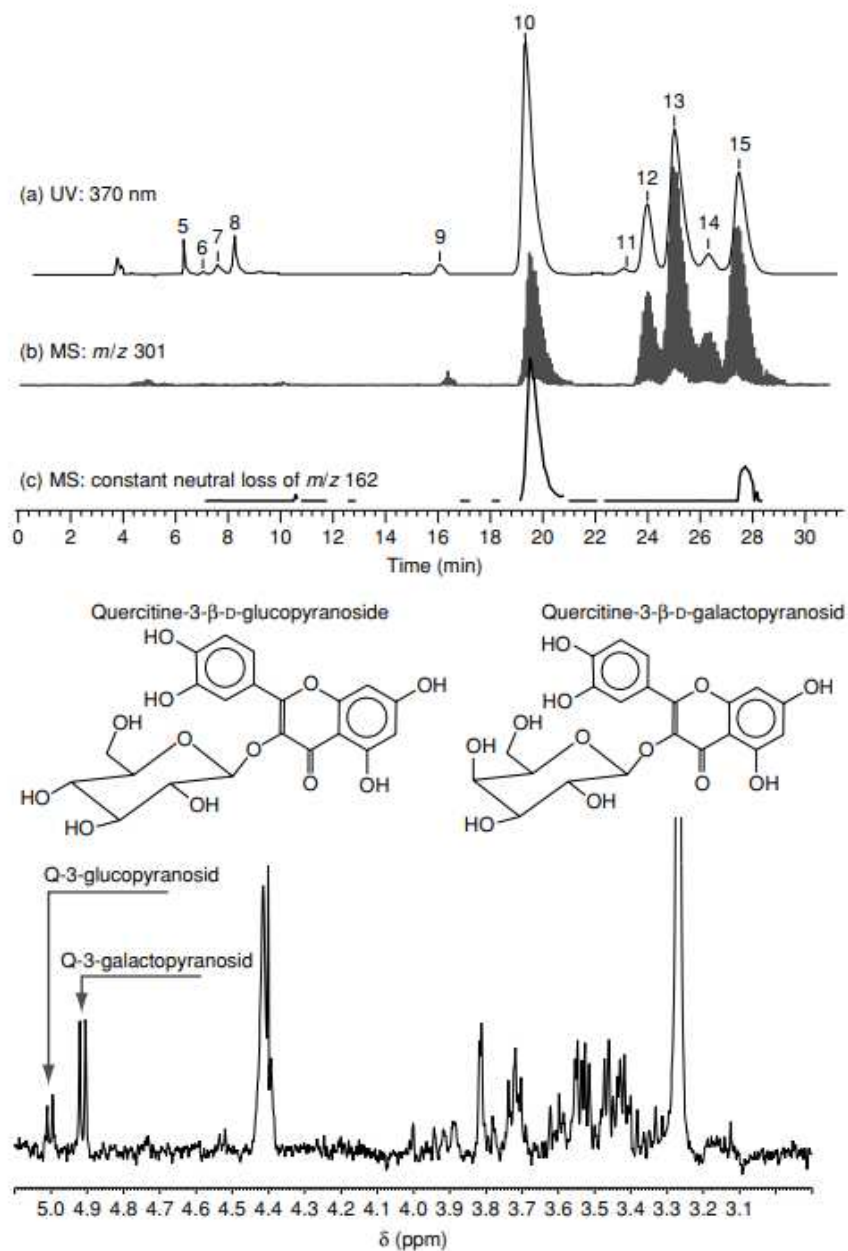 10
13
15
(a) UV: 370 nm
12
5
8
6
7
9
11
14
(b) MS: m/z 301
(c) MS: constant neutral loss of m/z 162
0 2 4 6 8 10 12 14 16 18 20 22 24 26 28 30
Time (min)
Quercitine-3-β-D-glucopyranoside
Quercitine-3-β-D-galactopyranosid
HO
HO
O
OH
OH
O
O
OH
O
HO
HO
OH
HO
HO
O
OH
OH
O
O
OH
OH
O
HO
OH
Q-3-glucopyranosid
Q-3-galactopyranosid
5.0 4.9 4.8 4.7 4.6 4.5 4.4 4.3 4.2 4.1 4.0 3.9 3.8 3.7 3.6 3.5 3.4 3.3 3.2 3.1
δ (ppm)